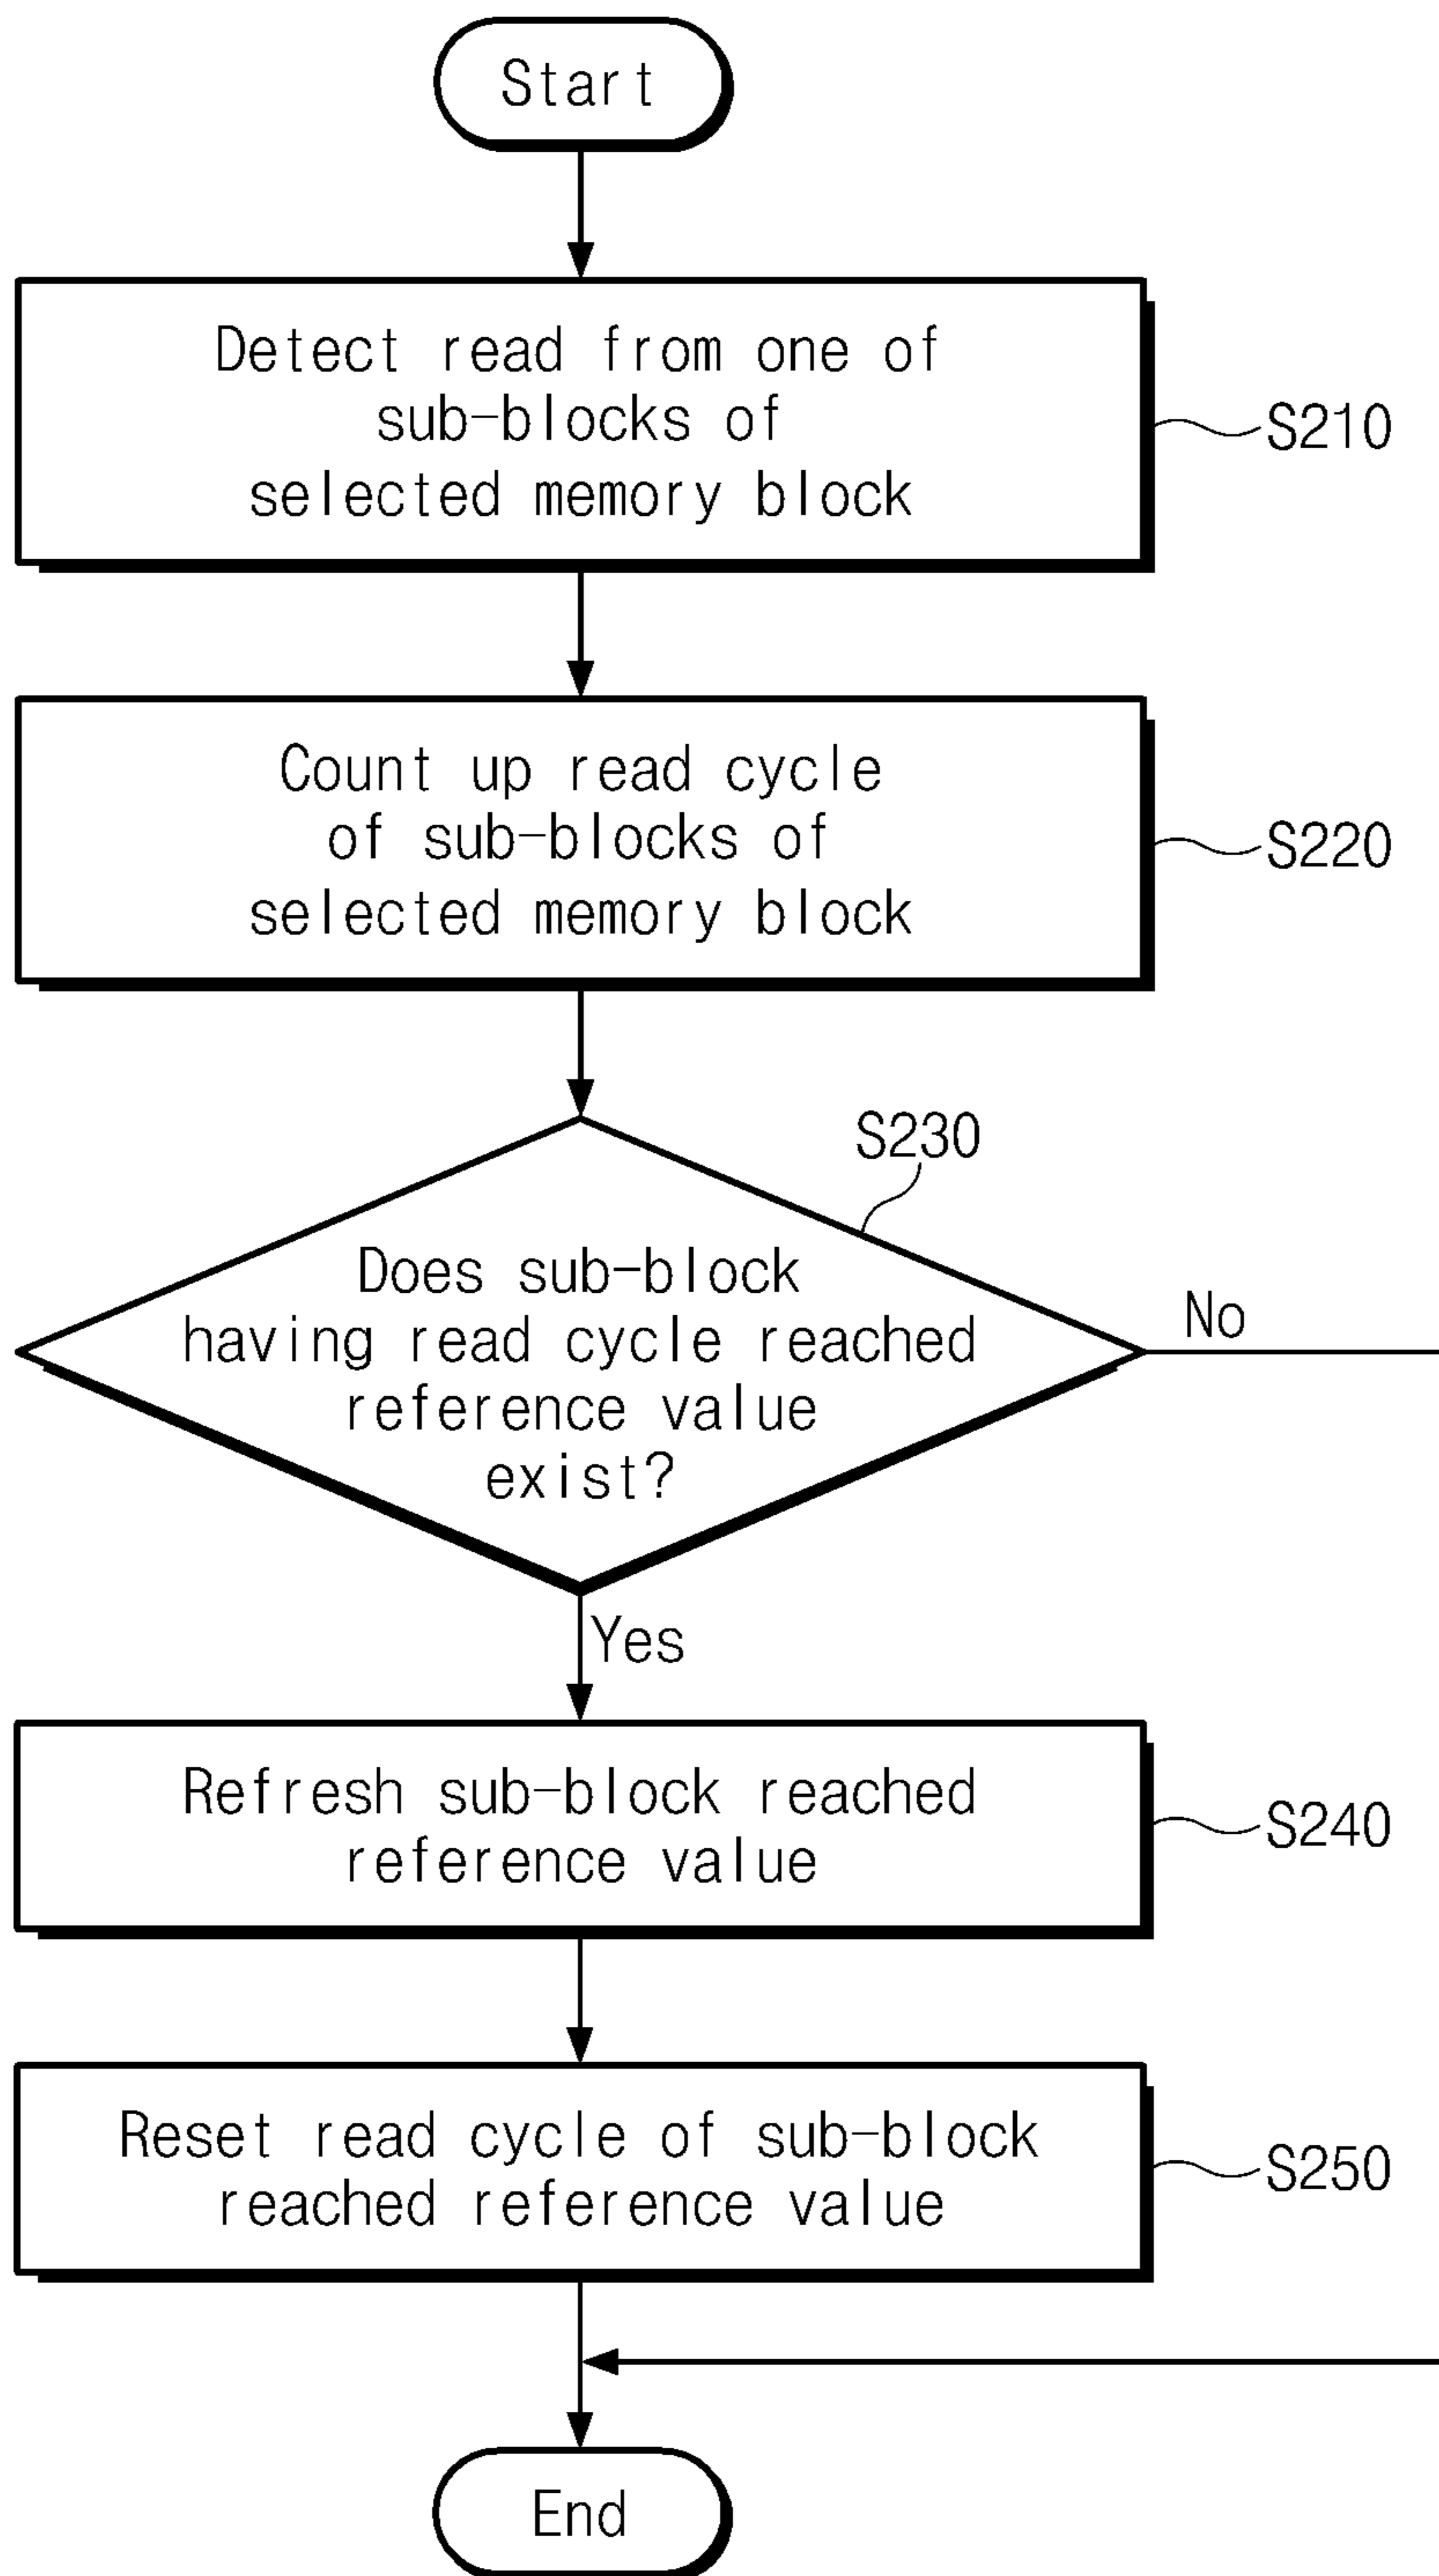 Start
Detect read from one of
sub-blocks of
selected memory block
S210
Count up read cycle
of sub-blocks of
selected memory block
S220
S230
Does sub-block
having read cycle reached
reference value
exist?
No
Yes
Refresh sub-block reached
reference value
S240
Reset read cycle of sub-block
reached reference value
S250
End